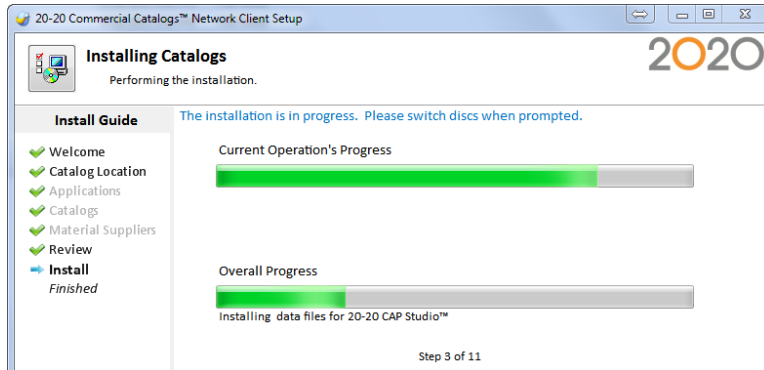 20-20 Commercial Catalogs™ Network Client Setup
Installing Catalogs
Performing the installation.
2020
Install Guide
Welcome
Catalog Location
Applications
Catalogs
Material Suppliers
Review
Install
Finished
The installation is in progress. Please switch discs when prompted.
Current Operation's Progress
Overall Progress
Installing data files for 20-20 CAP Studio™
Step 3 of 11